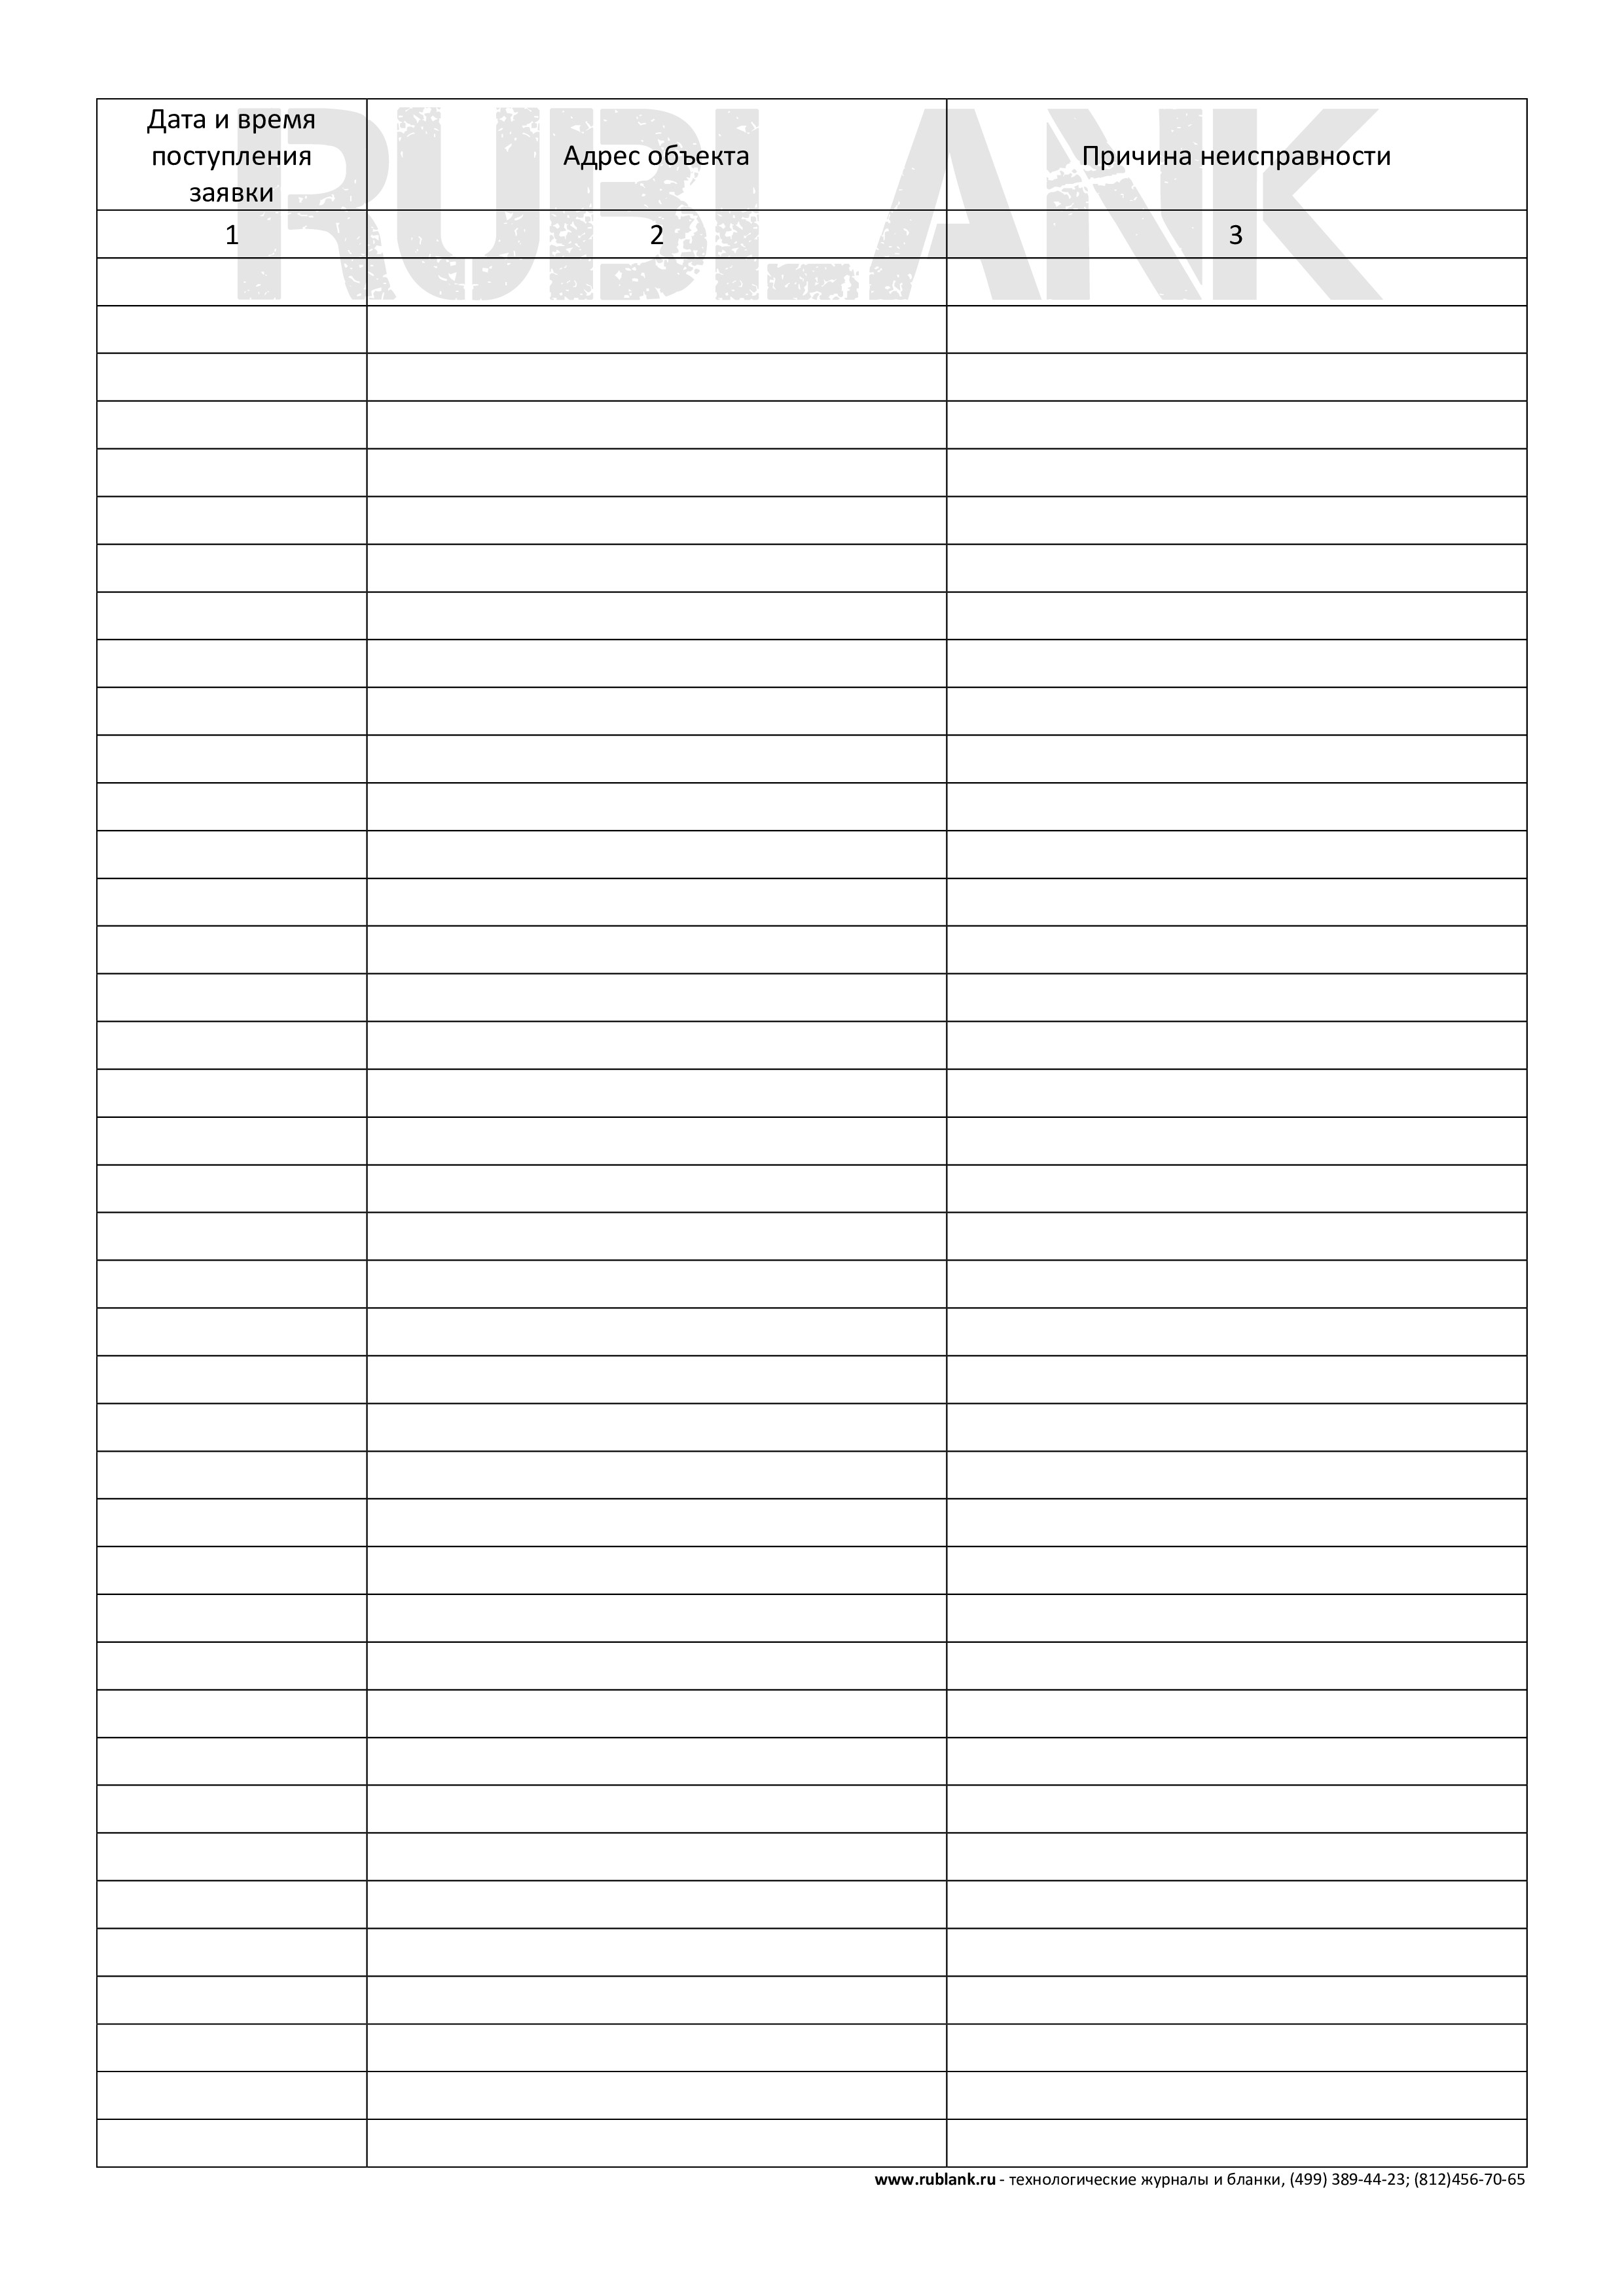 RUBLANK
Дата и время
поступления
заявки
Адрес объекта
Причина неисправности
1
2
3
www.rublank.ru - технологические журналы и бланки, (499) 389-44-23; (812)456-70-65